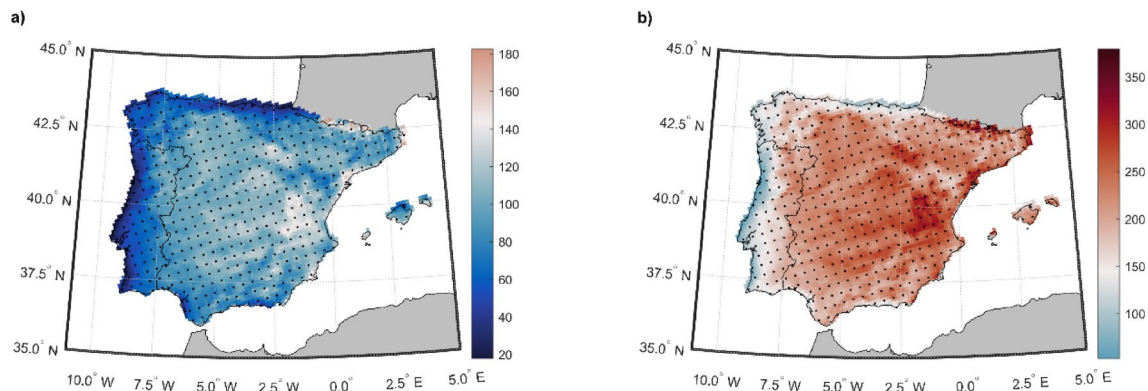 a)
45.0° N
42.5° N
40.0° N
37.5° N
35.0° N
10.0° W
7.5° W
5.0° W
2.5° W
0.0°
2.5° E
5.0° E
180
160
140
120
100
80
60
40
20
b)
45.0° N
42.5° N
40.0° N
37.5° N
35.0° N
10.0° W
7.5° W
5.0° W
2.5° W
0.0°
2.5° E
5.0° E
350
300
250
200
150
100